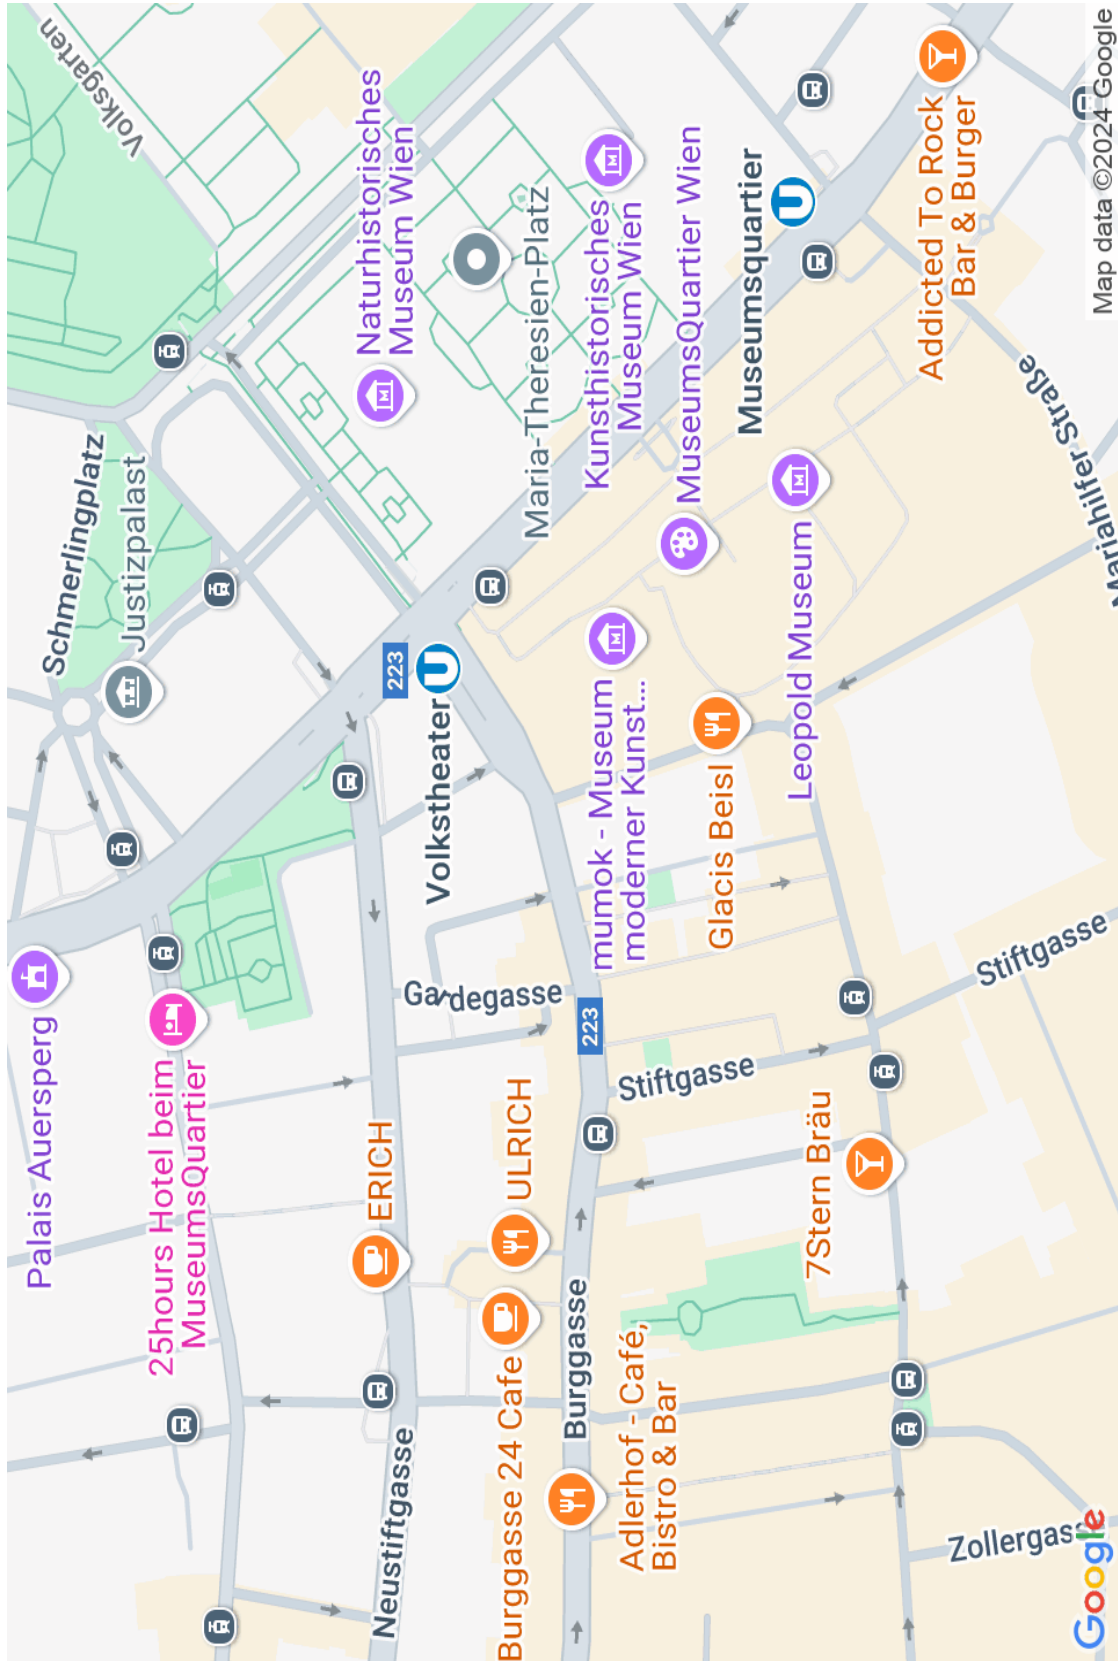 Volksgarten
Schmerlingplatz
Justizpalast
Naturhistorisches
Museum Wien
Maria-Theresien-Platz
Kunsthistorisches
Museum Wien
MuseumsQuartier Wien
Museumsquartier
Addicted To Rock
Bar & Burger
Mariahilfer Straße
Leopold Museum
mumok - Museum
moderner Kunst...
Glacis Beisl
223
Volkstheater
Palais Auersperg
25hours Hotel beim
MuseumsQuartier
Gardegasse
223
Stiftgasse
Stiftgasse
ERICH
ULRICH
7Stern Bräu
Burggasse 24 Cafe
Burggasse
Adlerhof - Café,
Bistro & Bar
Neustiftgasse
Zollergasse
Google
Map data ©2024 Google